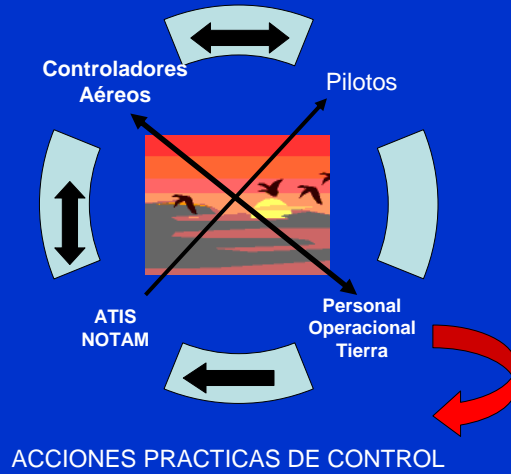 Controladores
Aéreos
Pilotos
ATIS
NOTAM
Personal
Operacional
Tierra
ACCIONES PRACTICAS DE CONTROL